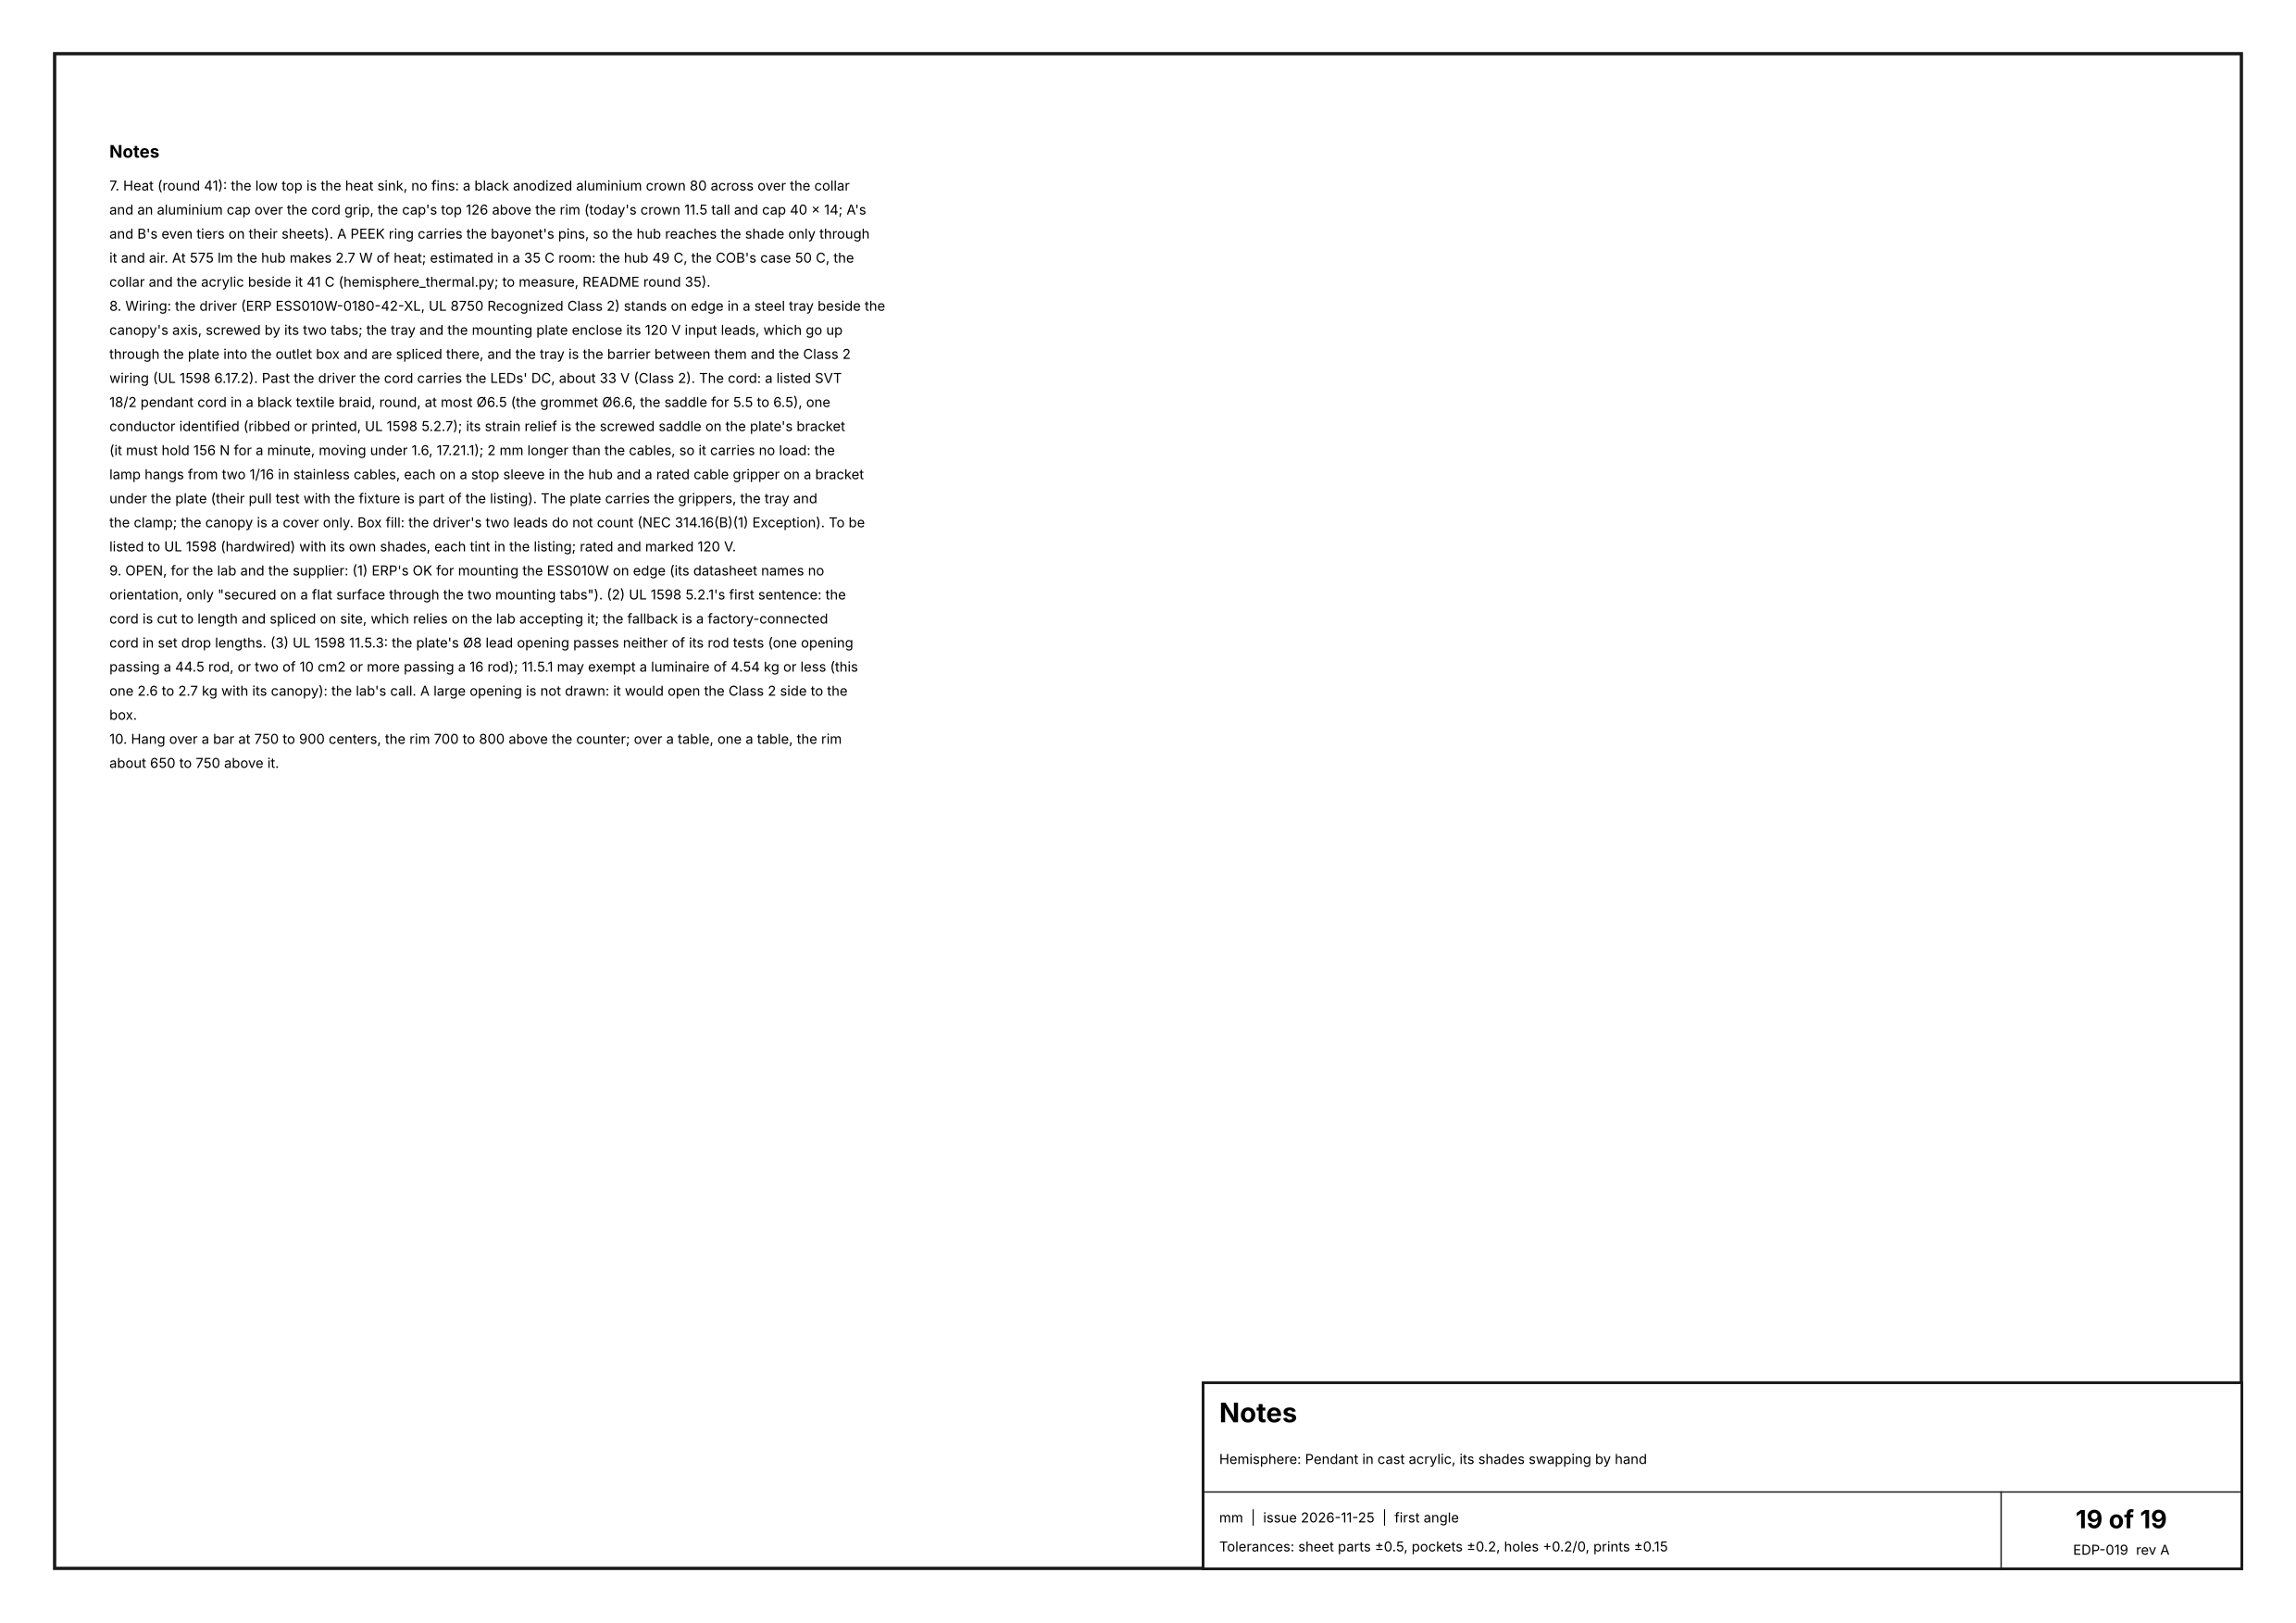 Notes
7. Heat (round 41): the low top is the heat sink, no fins: a black anodized aluminium crown 80 across over the collar
and an aluminium cap over the cord grip, the cap's top 126 above the rim (today's crown 11.5 tall and cap 40 × 14; A's
and B's even tiers on their sheets). A PEEK ring carries the bayonet's pins, so the hub reaches the shade only through
it and air. At 575 lm the hub makes 2.7 W of heat; estimated in a 35 C room: the hub 49 C, the COB's case 50 C, the
collar and the acrylic beside it 41 C (hemisphere_thermal.py; to measure, README round 35).
8. Wiring: the driver (ERP ESS010W-0180-42-XL, UL 8750 Recognized Class 2) stands on edge in a steel tray beside the
canopy's axis, screwed by its two tabs; the tray and the mounting plate enclose its 120 V input leads, which go up
through the plate into the outlet box and are spliced there, and the tray is the barrier between them and the Class 2
wiring (UL 1598 6.17.2). Past the driver the cord carries the LEDs' DC, about 33 V (Class 2). The cord: a listed SVT
18/2 pendant cord in a black textile braid, round, at most Ø6.5 (the grommet Ø6.6, the saddle for 5.5 to 6.5), one
conductor identified (ribbed or printed, UL 1598 5.2.7); its strain relief is the screwed saddle on the plate's bracket
(it must hold 156 N for a minute, moving under 1.6, 17.21.1); 2 mm longer than the cables, so it carries no load: the
lamp hangs from two 1/16 in stainless cables, each on a stop sleeve in the hub and a rated cable gripper on a bracket
under the plate (their pull test with the fixture is part of the listing). The plate carries the grippers, the tray and
the clamp; the canopy is a cover only. Box fill: the driver's two leads do not count (NEC 314.16(B)(1) Exception). To be
listed to UL 1598 (hardwired) with its own shades, each tint in the listing; rated and marked 120 V.
9. OPEN, for the lab and the supplier: (1) ERP's OK for mounting the ESS010W on edge (its datasheet names no
orientation, only "secured on a flat surface through the two mounting tabs"). (2) UL 1598 5.2.1's first sentence: the
cord is cut to length and spliced on site, which relies on the lab accepting it; the fallback is a factory-connected
cord in set drop lengths. (3) UL 1598 11.5.3: the plate's Ø8 lead opening passes neither of its rod tests (one opening
passing a 44.5 rod, or two of 10 cm2 or more passing a 16 rod); 11.5.1 may exempt a luminaire of 4.54 kg or less (this
one 2.6 to 2.7 kg with its canopy): the lab's call. A large opening is not drawn: it would open the Class 2 side to the
box.
10. Hang over a bar at 750 to 900 centers, the rim 700 to 800 above the counter; over a table, one a table, the rim
about 650 to 750 above it.
Notes
Hemisphere: Pendant in cast acrylic, its shades swapping by hand
mm | issue 2026-11-25 | first angle
Tolerances: sheet parts ±0.5, pockets ±0.2, holes +0.2/0, prints ±0.15
19 of 19
EDP-019 rev A